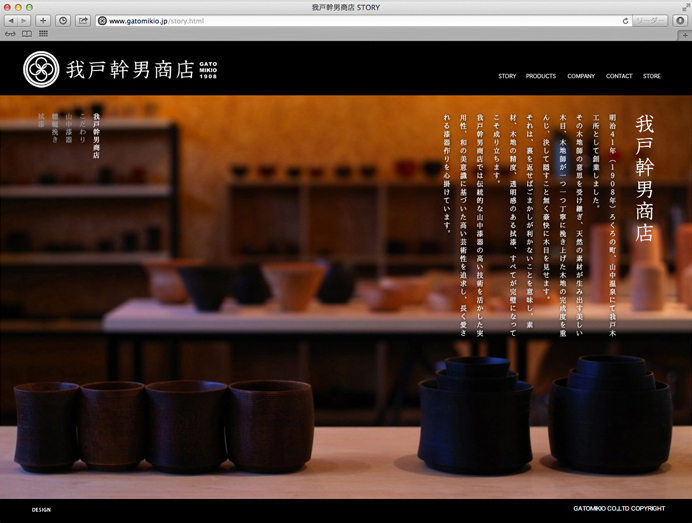 我戸幹男商店 STORY
www.gatomikio.jp/story.html
リーダー
我戸幹男商店
GATO
MIKIO
1908
STORY
PRODUCTS
COMPANY
CONTACT
STORE
我戸幹男商店
明治41年（1908年）ろくろの町、山中温泉にて我戸木
工所として創業しました。
その木地師の意思を受け継ぎ、天然の素材が生み出す美しい
木目、木地師が一つ一つ丁寧に挽き上げた木地の完成度を重
んじ、決して隠すこと無く豪快に木目を見せます。
それは、裏を返せばごまかしが利かないことを意味し、素
材、木地の精度、透明感のある拭漆、すべてが完璧になって
こそ成り立ちます。
我戸幹男商店では伝統的な山中漆器の高い技術を活かした実
用性、和の美意識に基づいた高い芸術性を追求し、長く愛さ
れる漆器作りを心掛けています。
我戸幹男商店
こだわり
山中漆器
轆轤挽き
拭漆
DESIGN
GATOMIKIO CO.,LTD COPYRIGHT